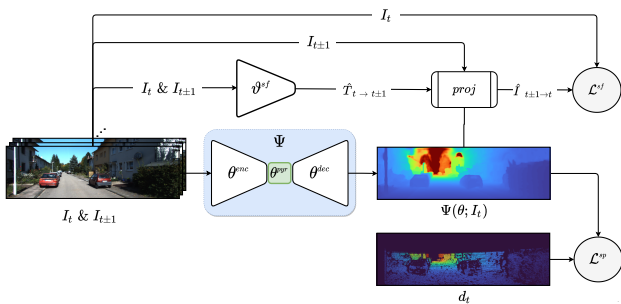 I_t
I_{t±1}
I_t & I_{t±1}
ϑ^{sf}
T̂_{t → t±1}
proj
Î_{t±1→t}
ℒ^{sf}
Ψ
θ^{enc}
θ^{pyr}
θ^{dec}
I_t & I_{t±1}
Ψ(θ; I_t)
ℒ^{sp}
d_t